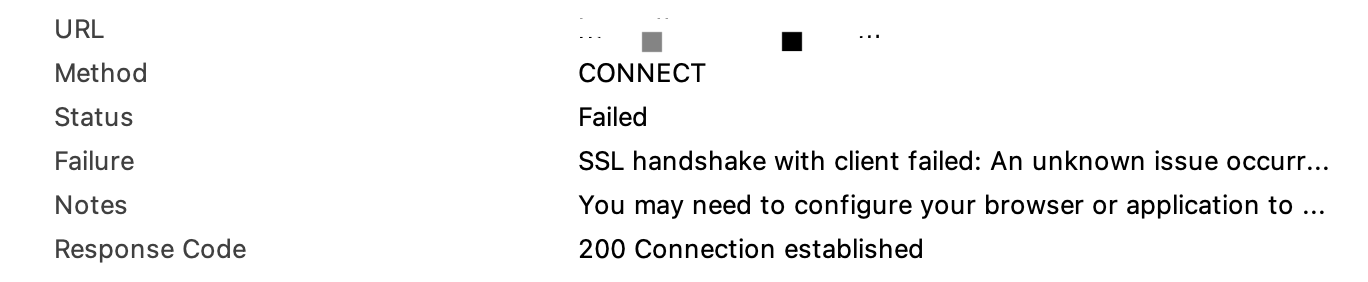 URL
Method CONNECT
Status Failed
Failure SSL handshake with client failed: An unknown issue occurr...
Notes You may need to configure your browser or application to ...
Response Code 200 Connection established